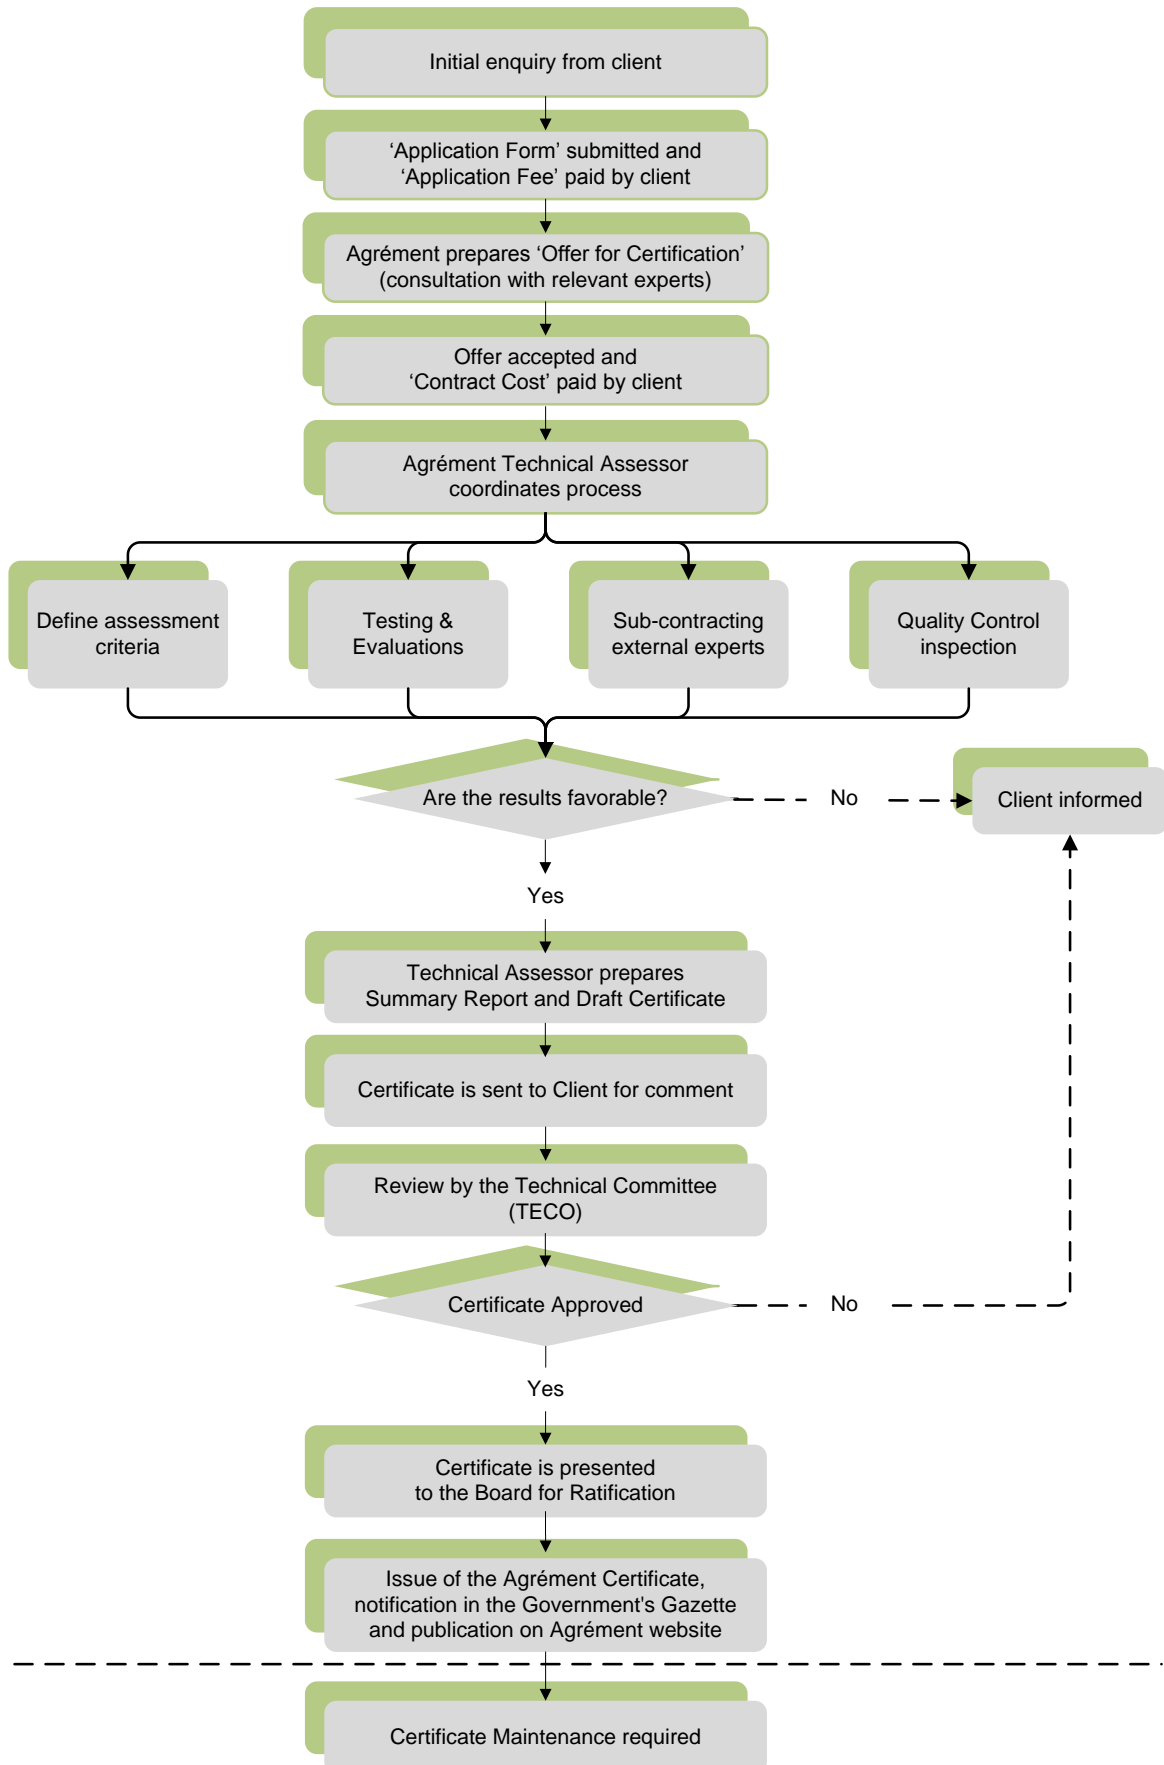 Initial enquiry from client
‘Application Form’ submitted and
‘Application Fee’ paid by client
Agrément prepares ‘Offer for Certification’
(consultation with relevant experts)
Offer accepted and
‘Contract Cost’ paid by client
Agrément Technical Assessor
coordinates process
Define assessment
criteria
Testing &
Evaluations
Sub-contracting
external experts
Quality Control
inspection
Are the results favorable?
No
Client informed
Yes
Technical Assessor prepares
Summary Report and Draft Certificate
Certificate is sent to Client for comment
Review by the Technical Committee
(TECO)
Certificate Approved
No
Yes
Certificate is presented
to the Board for Ratification
Issue of the Agrément Certificate,
notification in the Government's Gazette
and publication on Agrément website
Certificate Maintenance required